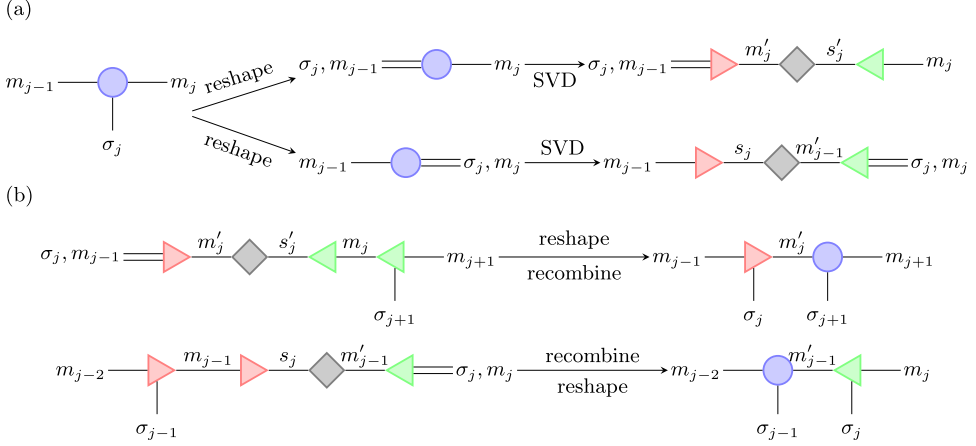 (a)
m_{j−1} m_j σ_j
reshape
σ_j, m_{j−1} m_j
SVD
σ_j, m_{j−1} m′_j s′_j m_j
reshape
m_{j−1} σ_j, m_j
SVD
m_{j−1} s_j m′_{j−1} σ_j, m_j
(b)
σ_j, m_{j−1} m′_j s′_j m_j m_{j+1}
σ_{j+1}
reshape
recombine
m_{j−1} m′_j m_{j+1}
σ_j σ_{j+1}
m_{j−2} m_{j−1} s_j m′_{j−1} σ_j, m_j
σ_{j−1}
recombine
reshape
m_{j−2} m′_{j−1} m_j
σ_{j−1} σ_j